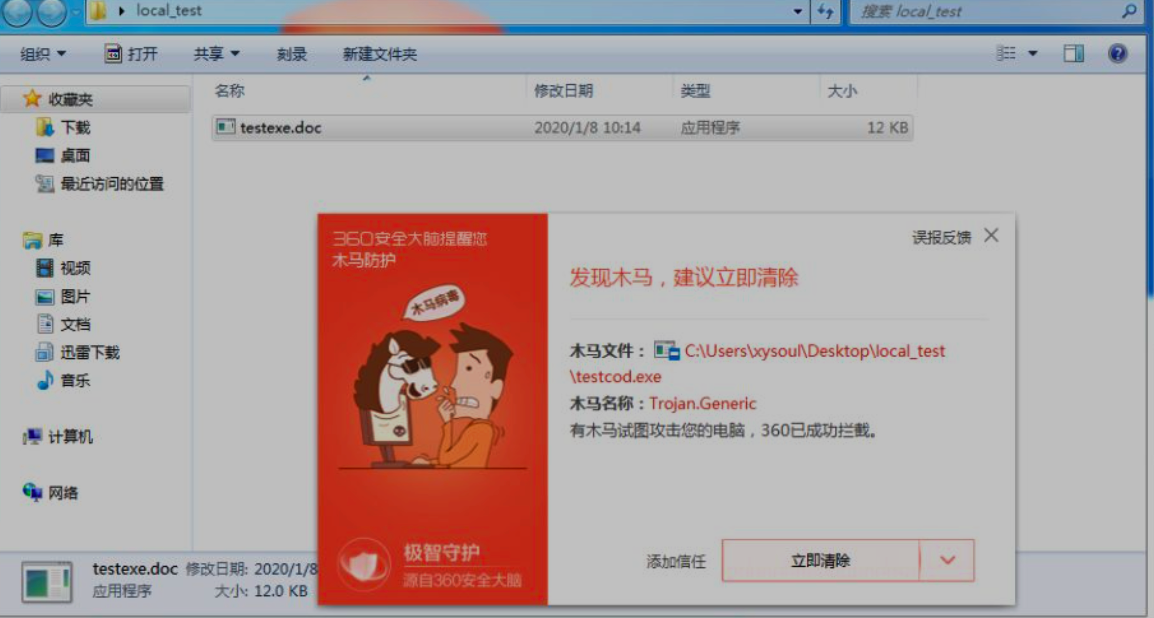 local_test
搜索 local_test
组织 打开 共享 刻录 新建文件夹
名称 修改日期 类型 大小
收藏夹
testexe.doc 2020/1/8 10:14 应用程序 12 KB
下载
桌面
最近访问的位置
库
视频
图片
文档
迅雷下载
音乐
计算机
网络
360安全大脑提醒您
木马防护
木马病毒
极智守护
源自360安全大脑
误报反馈
发现木马，建议立即清除
木马文件： C:\Users\xysoul\Desktop\local_test
\testcod.exe
木马名称：Trojan.Generic
有木马试图攻击您的电脑，360已成功拦截。
添加信任 立即清除
testexe.doc 修改日期: 2020/1/8
应用程序 大小: 12.0 KB